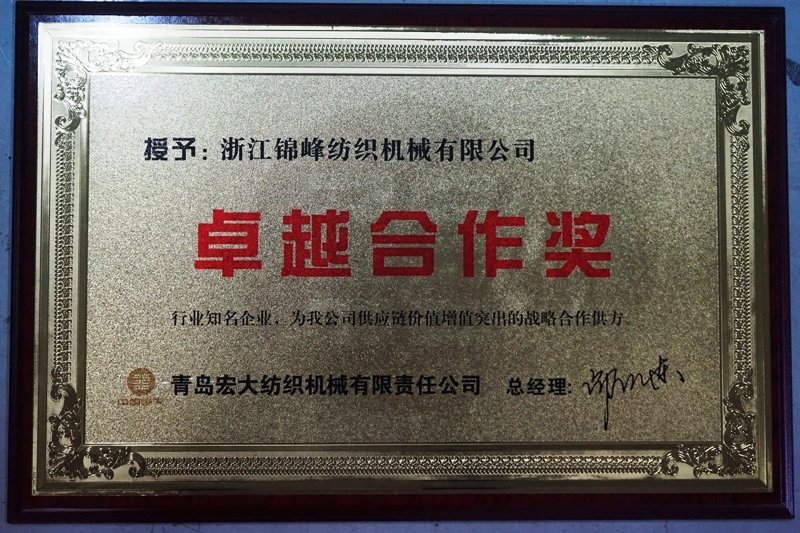 授予：浙江锦峰纺织机械有限公司
卓越合作奖
行业知名企业，为我公司供应链价值增值突出的战略合作供方
青岛宏大纺织机械有限责任公司 总经理：